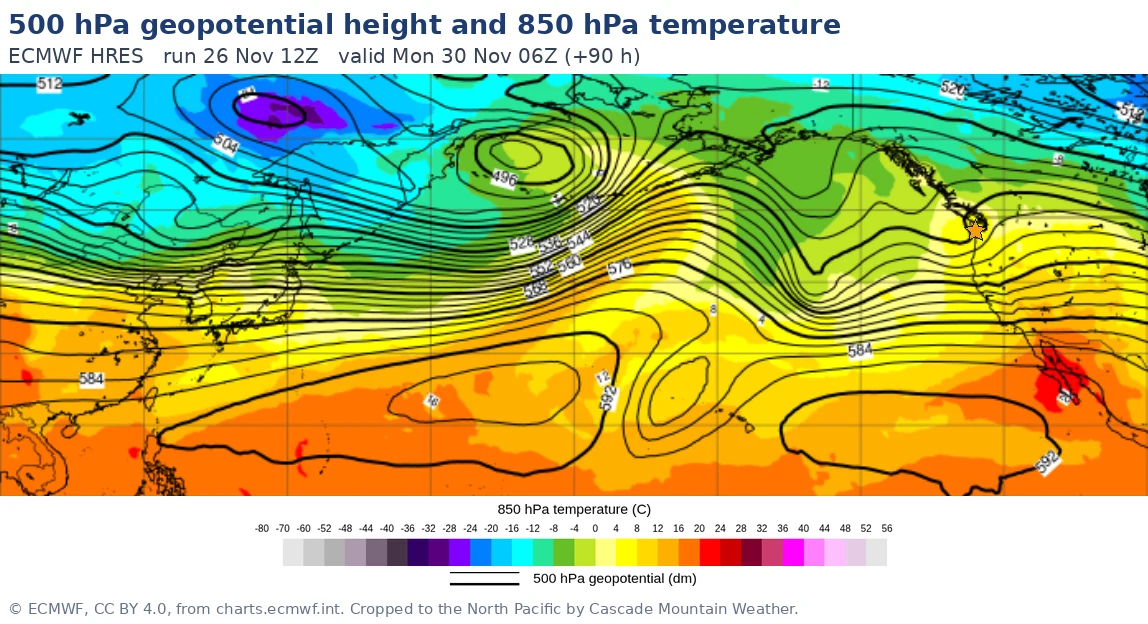 500 hPa geopotential height and 850 hPa temperature
ECMWF HRES run 26 Nov 12Z valid Mon 30 Nov 06Z (+90 h)
512
-12
520
-512
504
-8
496
520
-8
528 536 544
552 560 576
568
8
4
584
584
12
592
16
20
592
850 hPa temperature (C)
-80 -70 -60 -52 -48 -44 -40 -36 -32 -28 -24 -20 -16 -12 -8 -4 0 4 8 12 16 20 24 28 32 36 40 44 48 52 56
500 hPa geopotential (dm)
© ECMWF, CC BY 4.0, from charts.ecmwf.int. Cropped to the North Pacific by Cascade Mountain Weather.